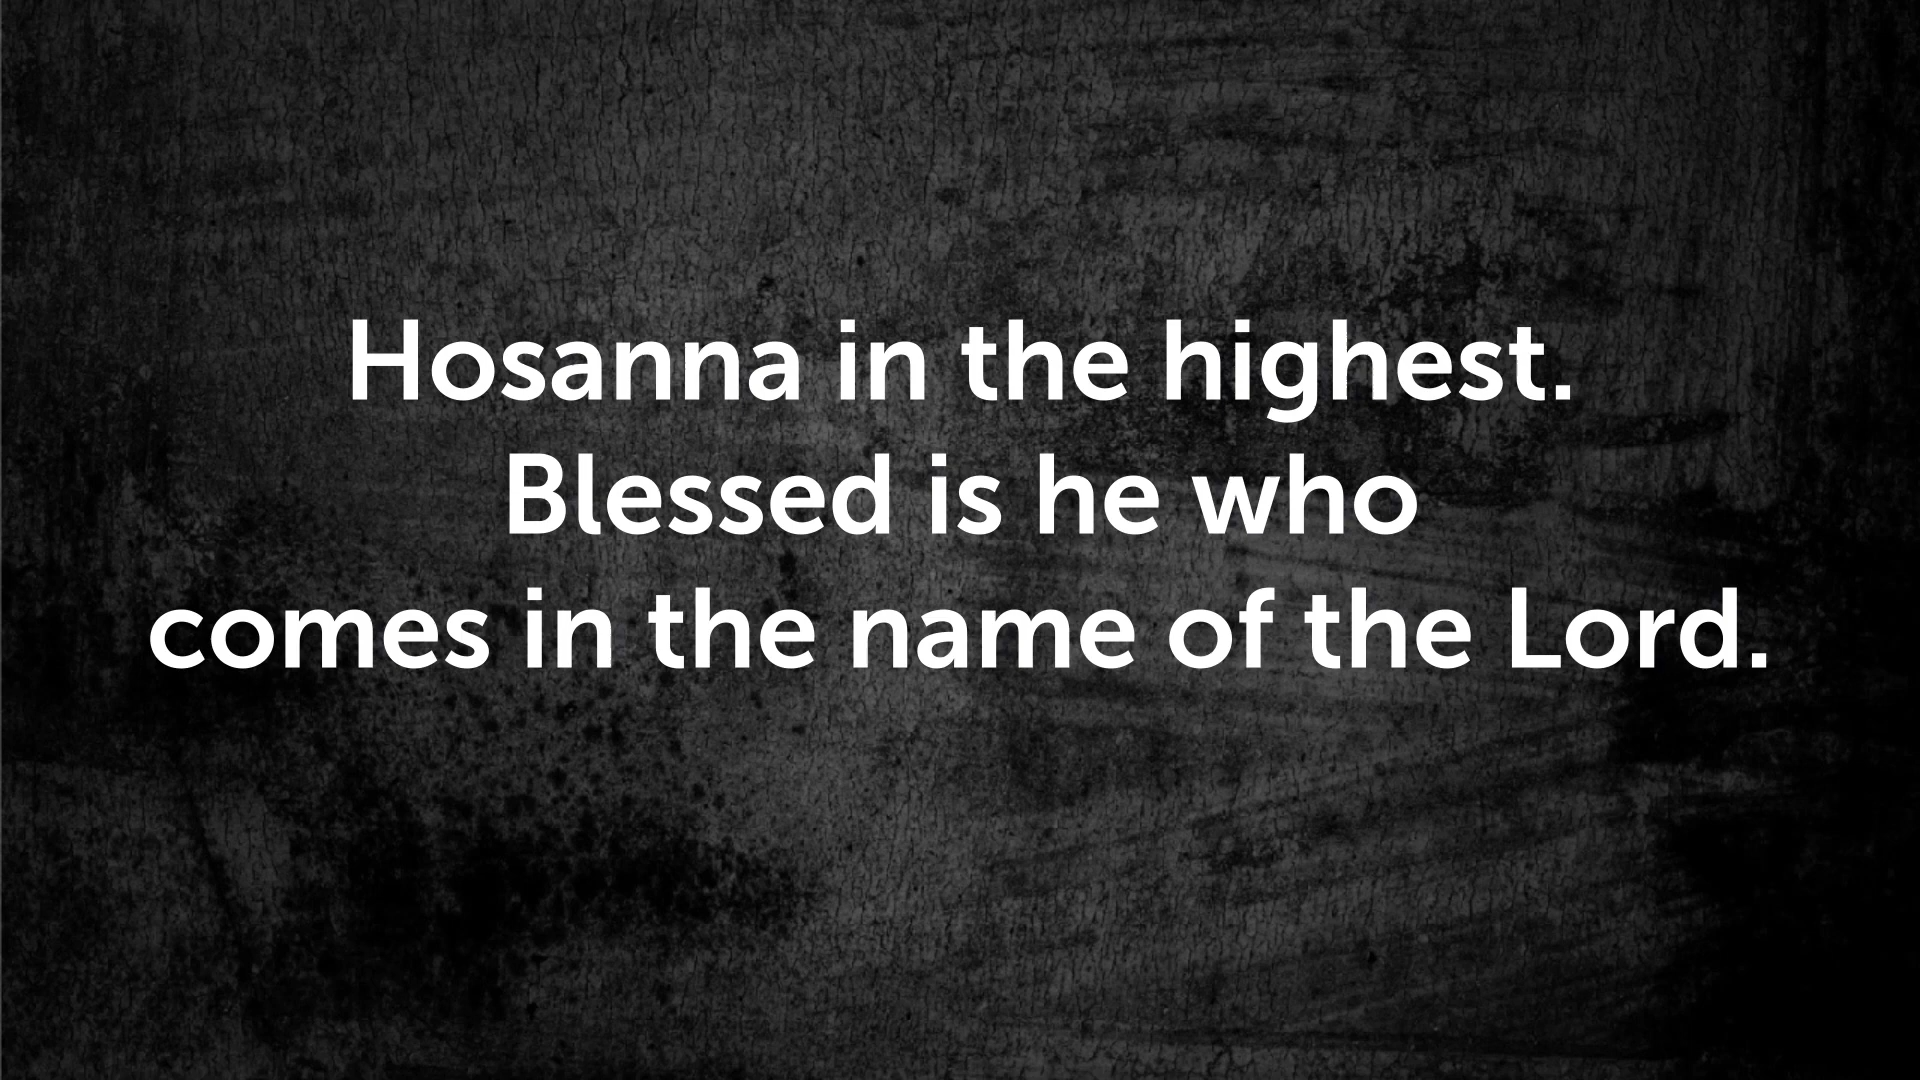 Hosanna in the highest.
Blessed is he who
comes in the name of the Lord.